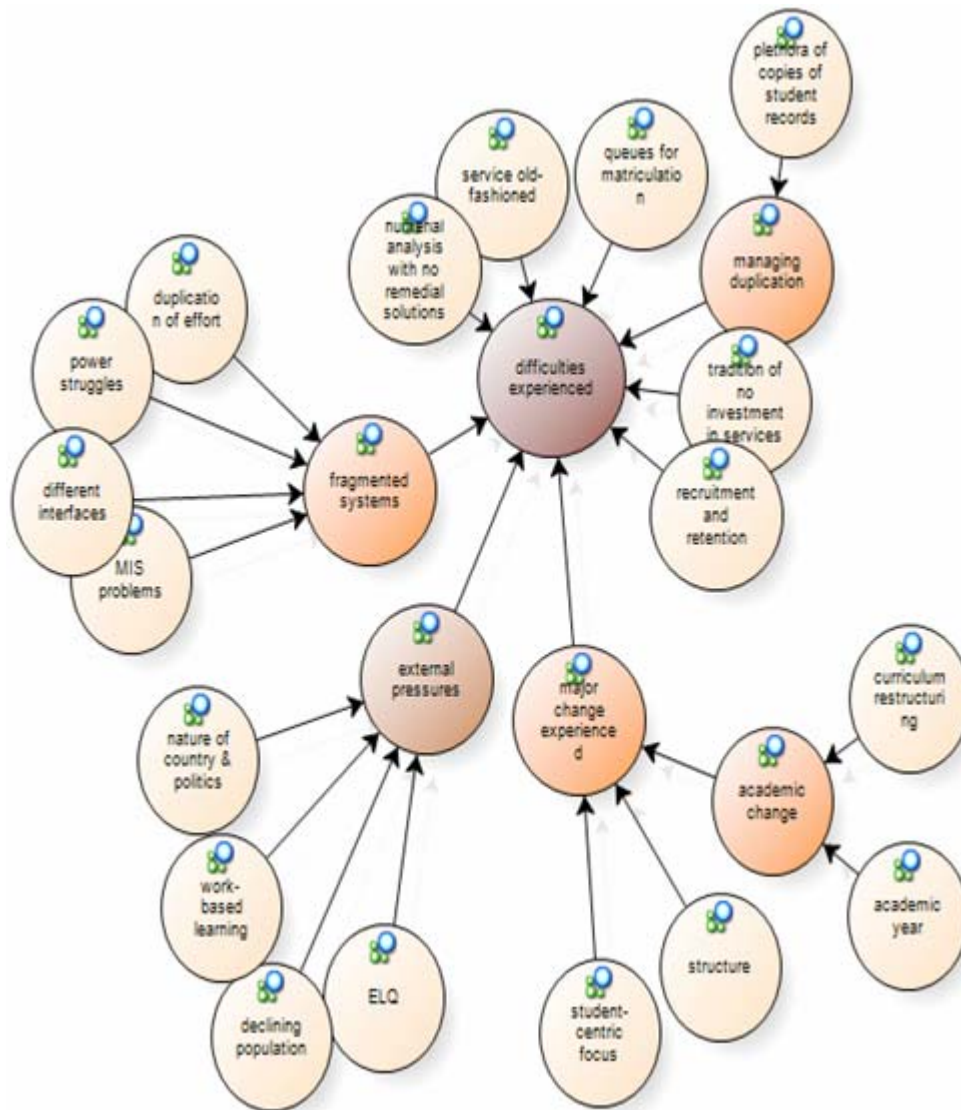 plethora of
copies of
student
records
service old-
fashioned
queues for
matriculatio
n
analysis
with no
remedial
solutions
managing
duplication
duplicatio
n of effort
power
struggles
difficulties
experienced
tradition of
no
investment
in services
different
interfaces
fragmented
systems
recruitment
and
retention
MIS
problems
external
pressures
major
change
experience
d
curriculum
restructuri
ng
nature of
country &
politics
academic
change
work-
based
learning
academic
year
structure
ELQ
declining
population
student-
centric
focus